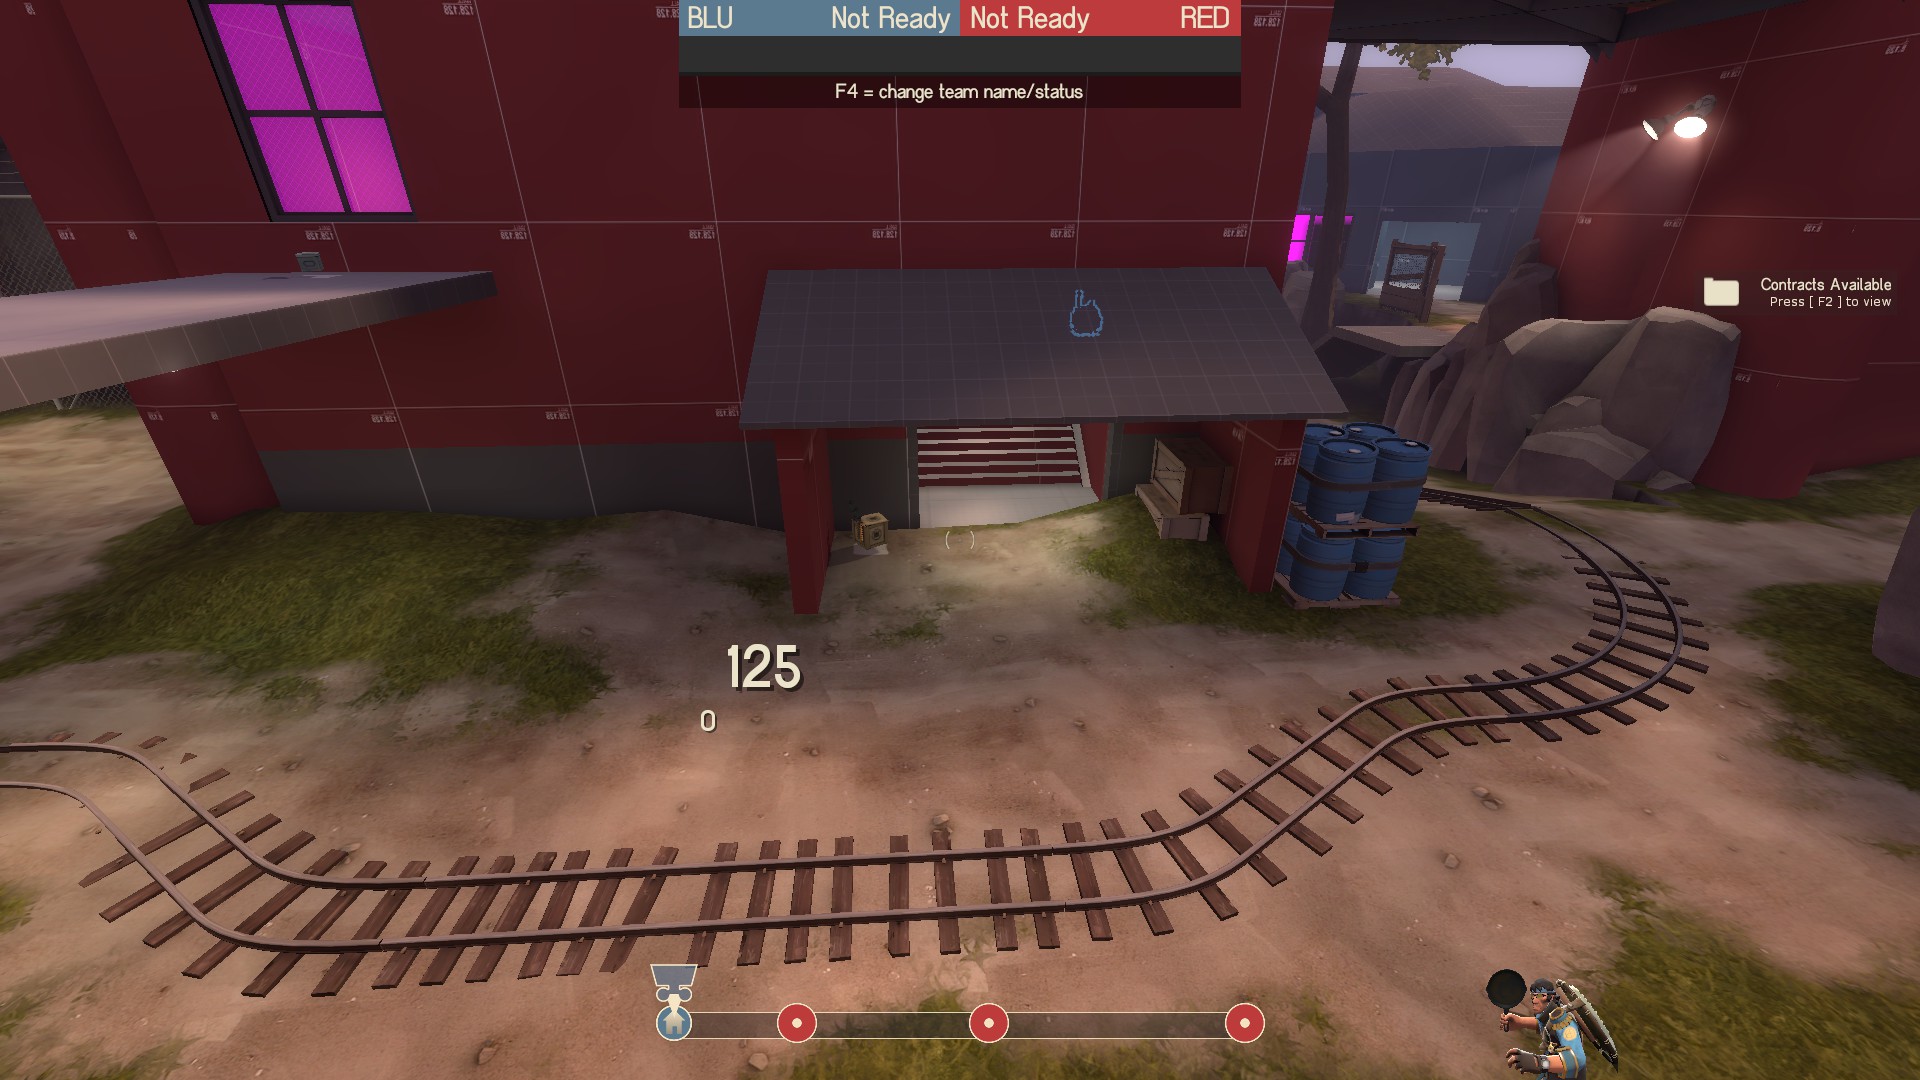 BLU Not Ready Not Ready RED
F4 = change team name/status
Contracts Available
Press [ F2 ] to view
125
0